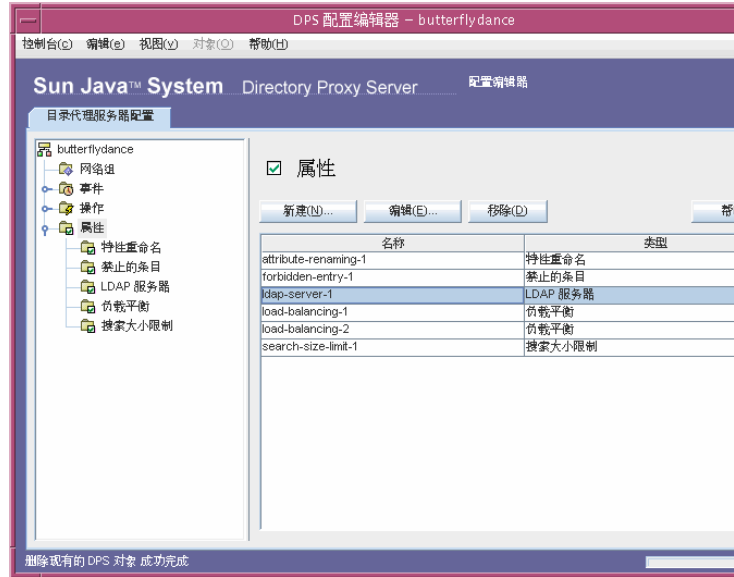 DPS 配置编辑器 – butterflydance
控制台(C) 编辑(e) 视图(V) 对象(O) 帮助(H)
Sun Java™ System Directory Proxy Server 配置编辑器
目录代理服务器配置
butterflydance
网络组
事件
操作
属性
特性重命名
禁止的条目
LDAP 服务器
负载平衡
搜索大小限制
属性
新建(N)... 编辑(E)... 移除(D) 帮
名称 类型
attribute-renaming-1 特性重命名
forbidden-entry-1 禁止的条目
ldap-server-1 LDAP 服务器
load-balancing-1 负载平衡
load-balancing-2 负载平衡
search-size-limit-1 搜索大小限制
删除现有的 DPS 对象 成功完成